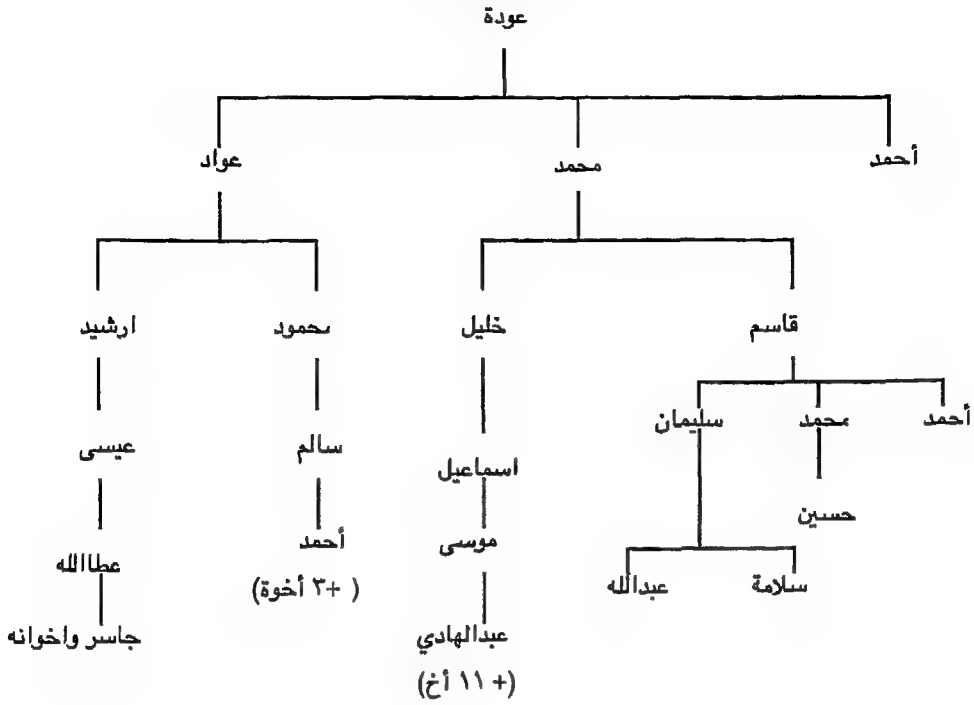 عودة
أحمد
محمد
عواد
قاسم
خليل
محمود
ارشيد
أحمد
محمد
سليمان
سالم
عيسى
اسماعيل
حسين
موسى
أحمد
عطاالله
سلامة
عبدالله
( +٣ أخوة)
عبدالهادي
جاسر واخوانه
(+ ١١ أخ)